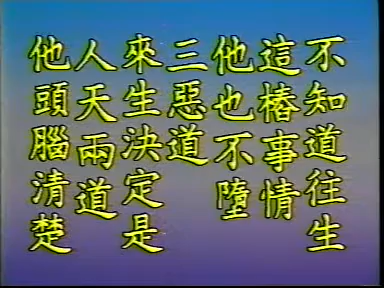 不知道往生
這樁事情
他也不墮
三惡道
來生決定是
人天兩道
他頭腦清楚